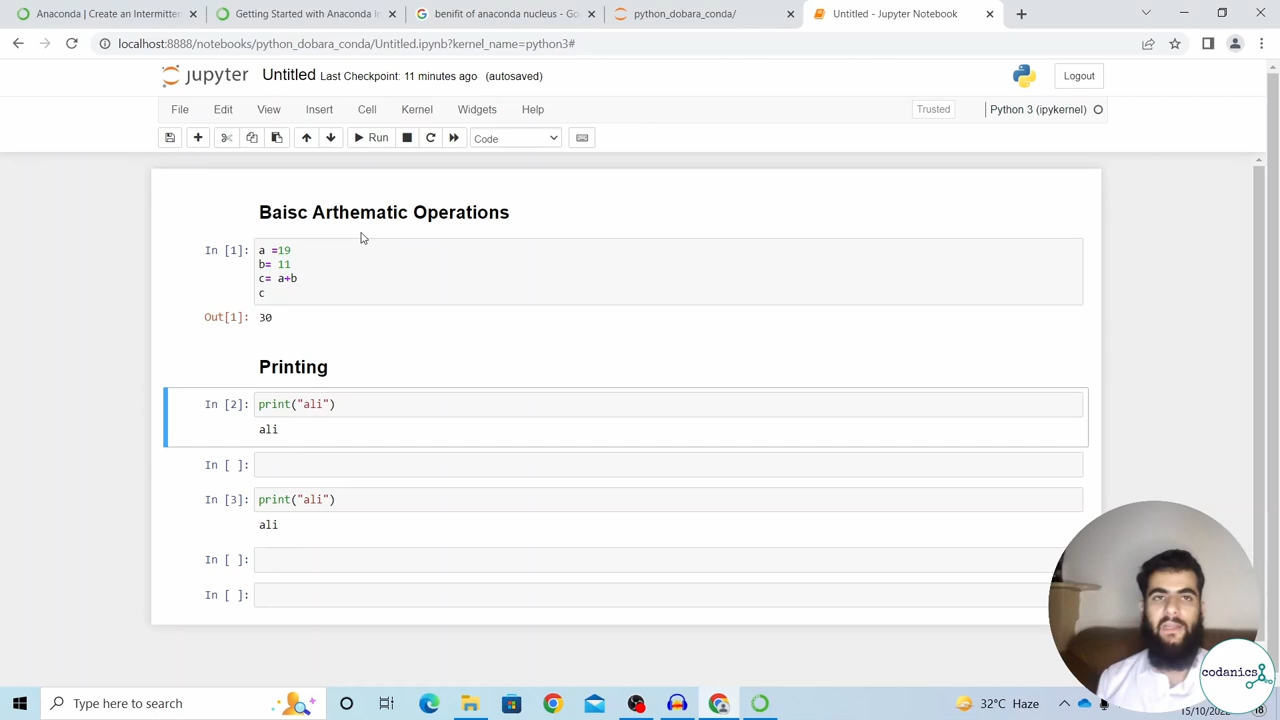 Anaconda | Create an Intermitten
Getting Started with Anaconda In
benifit of anaconda nucleus - Go
python_dobara_conda/
Untitled - Jupyter Notebook
localhost:8888/notebooks/python_dobara_conda/Untitled.ipynb?kernel_name=python3#
jupyter Untitled Last Checkpoint: 11 minutes ago (autosaved)
Logout
File Edit View Insert Cell Kernel Widgets Help
Trusted
Python 3 (ipykernel)
Run
Code
Baisc Arthematic Operations
In [1]: a =19
b= 11
c= a+b
c
Out[1]: 30
Printing
In [2]: print("ali")
ali
In [ ]:
In [3]: print("ali")
ali
In [ ]:
In [ ]:
codanics
Type here to search
32°C Haze